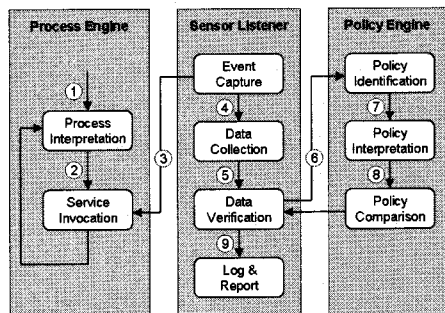 Process Engine
Sensor Listener
Policy Engine
1
Process
Interpretation
2
Service
Invocation
3
Event
Capture
4
Data
Collection
5
Data
Verification
9
Log &
Report
6
Policy
Identification
7
Policy
Interpretation
8
Policy
Comparison